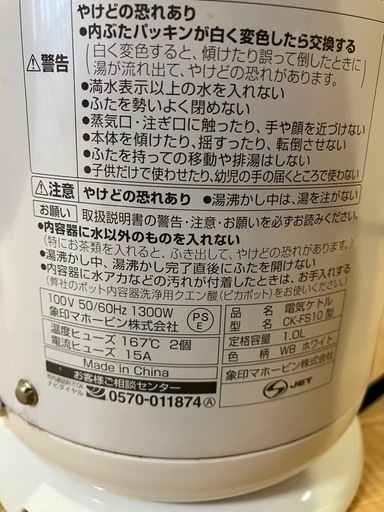 やけどの恐れあり
●内ぶたパッキンが白く変色したら交換する
(白く変色すると、傾けたり誤って倒したときに
湯が流れ出て、やけどの恐れあり)
⚠警告
●満水表示以上の水を入れない
●ふたを勢いよく閉めない
●蒸気口・注ぎ口に触ったり、手や顔を近づけない
●本体を傾けたり、揺すったり、転倒させない
●ふたを持っての移動や排湯はしない
●子供だけで使わせたり、幼児の手の届くところで使わない
⚠注意 やけどの恐れあり ●湯沸かし中は、湯を注がない
お願い 取扱説明書の警告・注意・お願いを必ずお読みください。
●内容器に水以外のものを入れない
(特にお茶類を入れると、ふき出して、やけどの恐れあり)
●湯沸かし中、湯沸かし完了直後にふたを開けない
●内容器に水アカなどの汚れが付着したときは、お手入れする
(弊社のポット内容器洗浄用クエン酸(ピカポット)をお使いください。)
100V 50/60Hz 1300W
象印マホービン株式会社
PS
E
温度ヒューズ 167℃ 2個
電流ヒューズ 15A
Made in China
お客様ご相談センター
ナビダイヤル 0570-011874Ⓐ
品名 電気ケトル
型名 CK-FS10型
定格容量 1.0L
色柄 WB ホワイト
象印マホービン株式会社
S JET